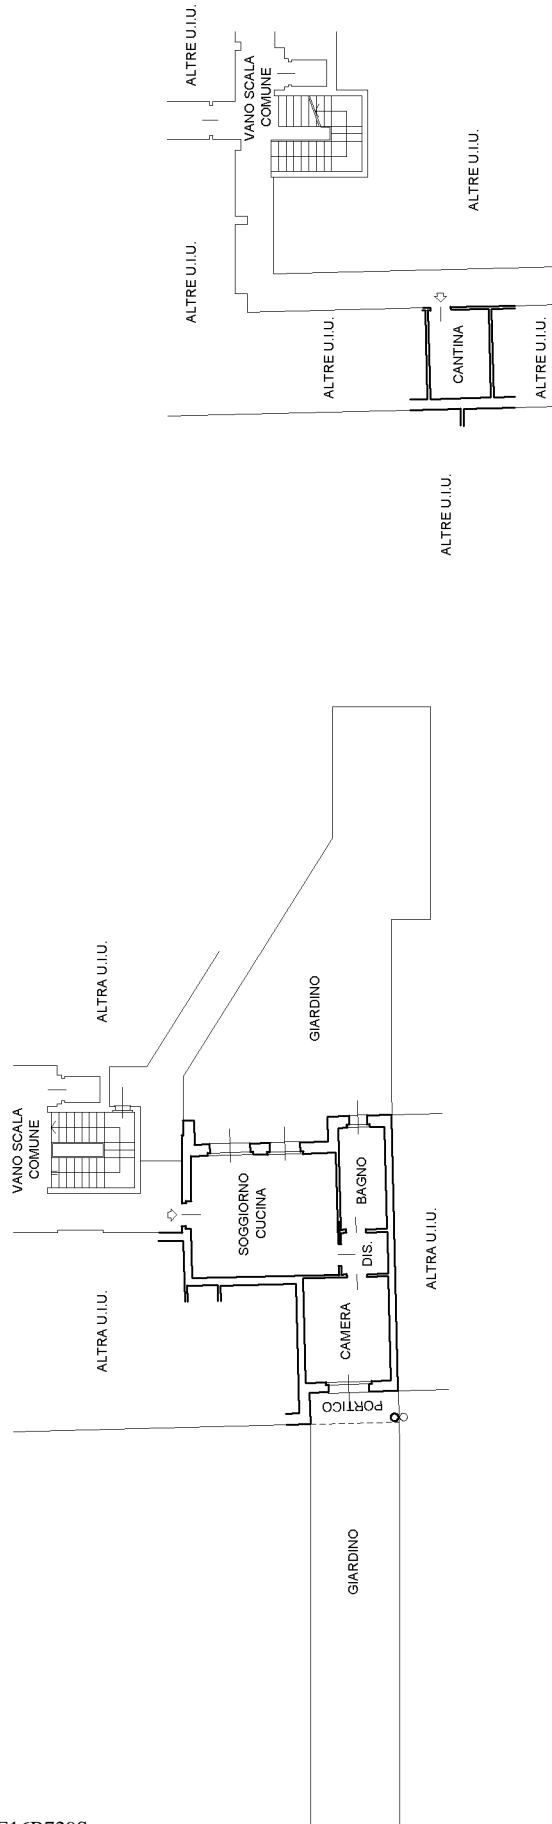 ALTRE U.I.U.
VANO SCALA
COMUNE
ALTRE U.I.U.
ALTRE U.I.U.
ALTRE U.I.U.
CANTINA
ALTRE U.I.U.
ALTRE U.I.U.
ALTRA U.I.U.
GIARDINO
VANO SCALA
COMUNE
SOGGIORNO
CUCINA
BAGNO
DIS.
ALTRA U.I.U.
ALTRA U.I.U.
CAMERA
PORTICO
GIARDINO